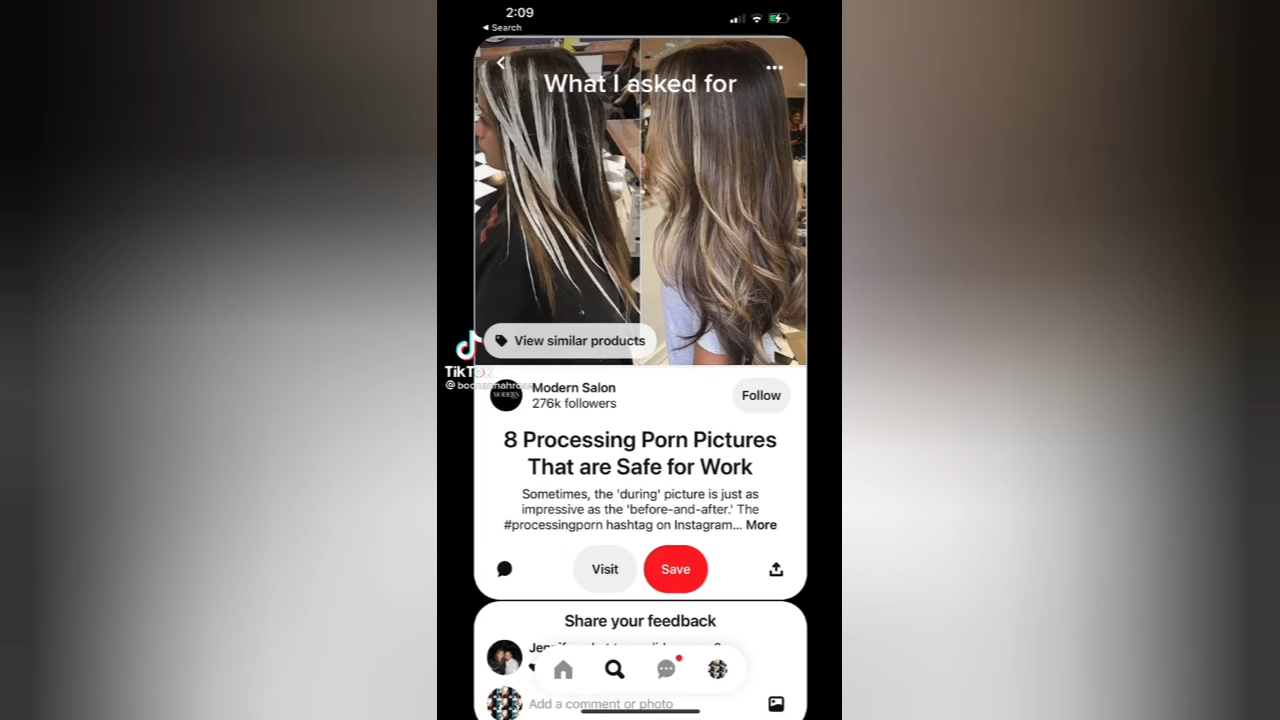 2:09
Search
What I asked for
View similar products
TikTok
Modern Salon
276k followers
Follow
8 Processing Porn Pictures
That are Safe for Work
Sometimes, the 'during' picture is just as
impressive as the 'before-and-after.' The
#processingporn hashtag on Instagram... More
Visit
Save
Share your feedback
Add a comment or photo